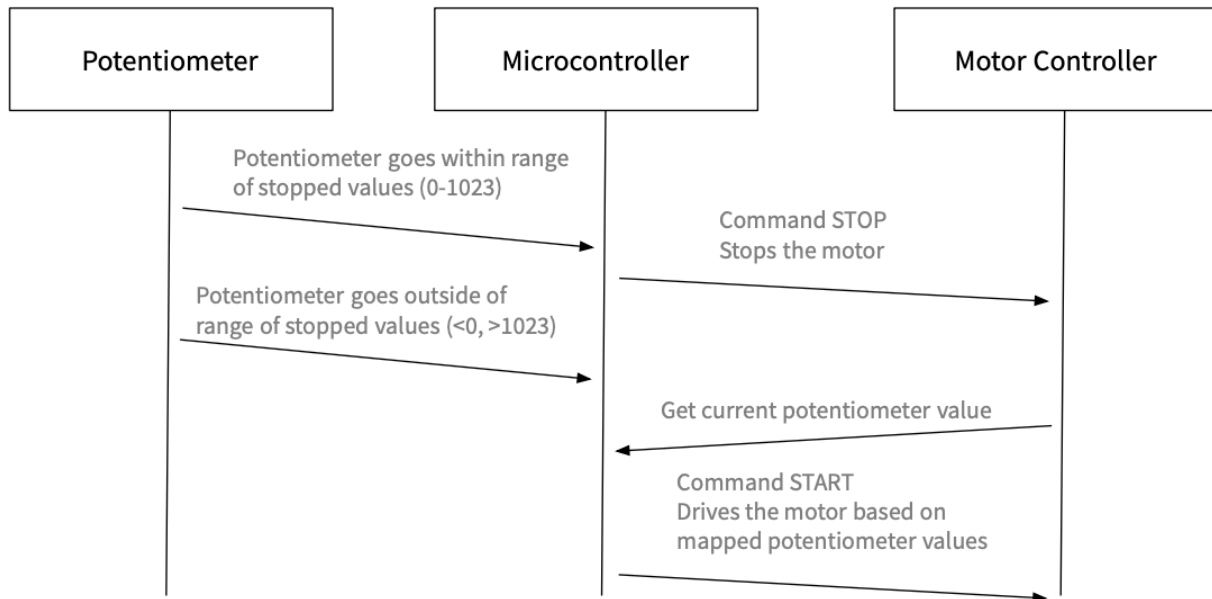 Potentiometer
Microcontroller
Motor Controller
Potentiometer goes within range
of stopped values (0-1023)
Command STOP
Stops the motor
Potentiometer goes outside of
range of stopped values (<0, >1023)
Get current potentiometer value
Command START
Drives the motor based on
mapped potentiometer values